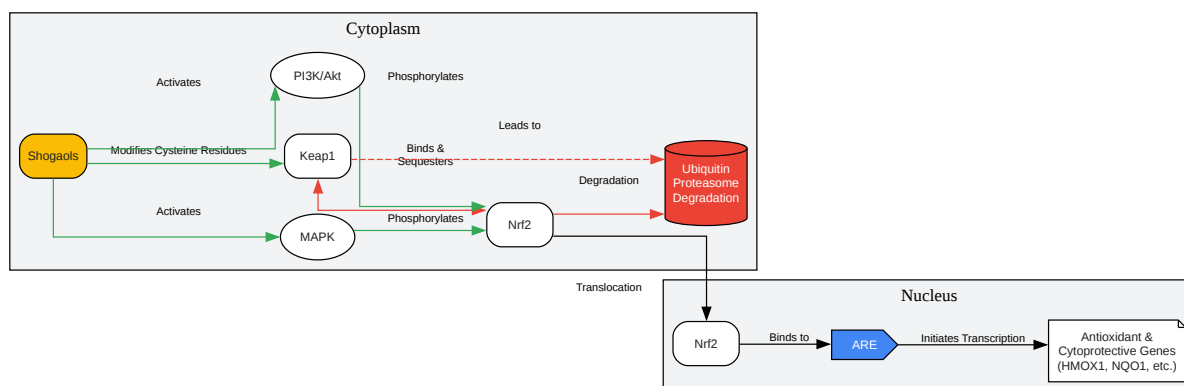 Cytoplasm
PI3K/Akt
Activates
Phosphorylates
Leads to
Shogaols
Modifies Cysteine Residues
Keap1
Binds &
Sequesters
Ubiquitin
Proteasome
Degradation
Degradation
Activates
MAPK
Phosphorylates
Nrf2
Translocation
Nucleus
Nrf2
Binds to
ARE
Initiates Transcription
Antioxidant &
Cytoprotective Genes
(HMOX1, NQO1, etc.)